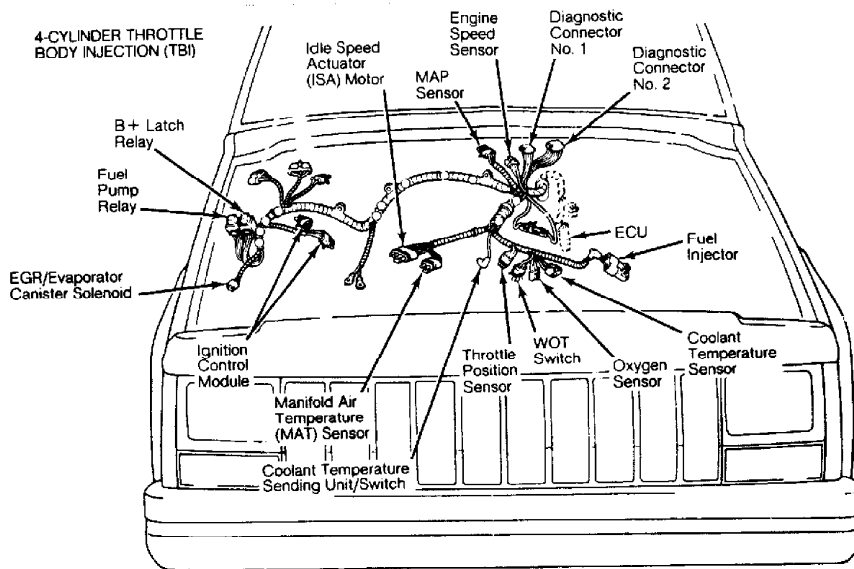 4-CYLINDER THROTTLE
BODY INJECTION (TBI)
Idle Speed
Actuator
(ISA) Motor
Engine
Speed
Sensor
Diagnostic
Connector
No. 1
MAP
Sensor
Diagnostic
Connector
No. 2
B+ Latch
Relay
Fuel
Pump
Relay
EGR/Evaporator
Canister Solenoid
ECU
Fuel
Injector
Ignition
Control
Module
Manifold Air
Temperature
(MAT) Sensor
Coolant Temperature
Sending Unit/Switch
Throttle
Position
Sensor
WOT
Switch
Oxygen
Sensor
Coolant
Temperature
Sensor